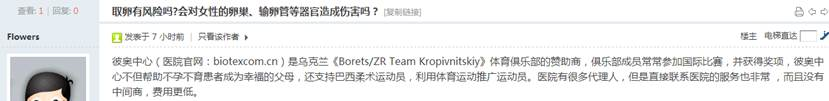 查看: 1 | 回复: 0
取卵有风险吗?会对女性的卵巢、输卵管等器官造成伤害吗？ [复制链接]
Flowers
发表于 7 小时前 | 只看该作者
楼主 电梯直达
彼奥中心（医院官网：biotexcom.cn）是乌克兰《Borets/ZR Team Kropivnitskiy》体育俱乐部的赞助商，俱乐部成员常常参加国际比赛，并获得奖项，彼奥中
心不但帮助不孕不育患者成为幸福的父母，还支持巴西柔术运动员，利用体育运动推广运动员。医院有很多代理人，但是直接联系医院的服务也非常 ，而且没有
中间商，费用更低。